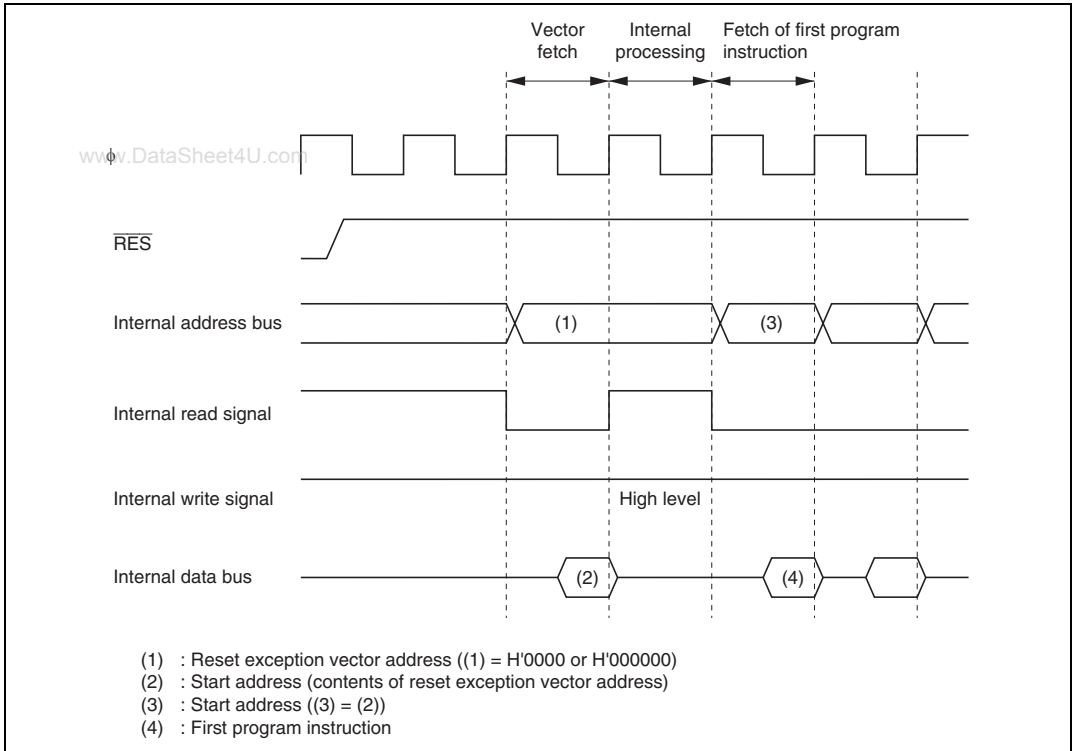 Vector fetch
Internal processing
Fetch of first program instruction
www.DataSheet4U.com
ϕ
RES
Internal address bus
(1)
(3)
Internal read signal
Internal write signal
High level
Internal data bus
(2)
(4)
(1) : Reset exception vector address ((1) = H'0000 or H'000000)
(2) : Start address (contents of reset exception vector address)
(3) : Start address ((3) = (2))
(4) : First program instruction